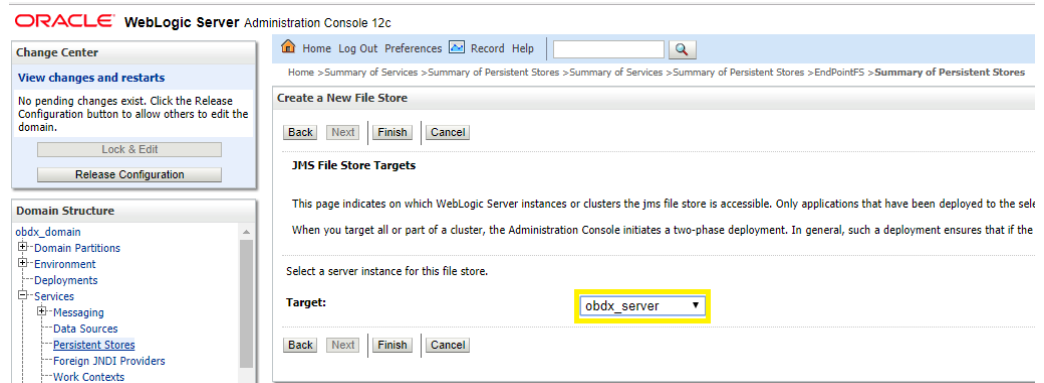 ORACLE® WebLogic Server Administration Console 12c
Change Center
View changes and restarts
No pending changes exist. Click the Release
Configuration button to allow others to edit the
domain.
Lock & Edit
Release Configuration
Domain Structure
obdx_domain
Domain Partitions
Environment
Deployments
Services
Messaging
Data Sources
Persistent Stores
Foreign JNDI Providers
Work Contexts
Home Log Out Preferences Record Help
Home >Summary of Services >Summary of Persistent Stores >Summary of Services >Summary of Persistent Stores >EndPointFS >Summary of Persistent Stores
Create a New File Store
Back Next Finish Cancel
JMS File Store Targets
This page indicates on which WebLogic Server instances or clusters the jms file store is accessible. Only applications that have been deployed to the sele
When you target all or part of a cluster, the Administration Console initiates a two-phase deployment. In general, such a deployment ensures that if the
Select a server instance for this file store.
Target: obdx_server
Back Next Finish Cancel